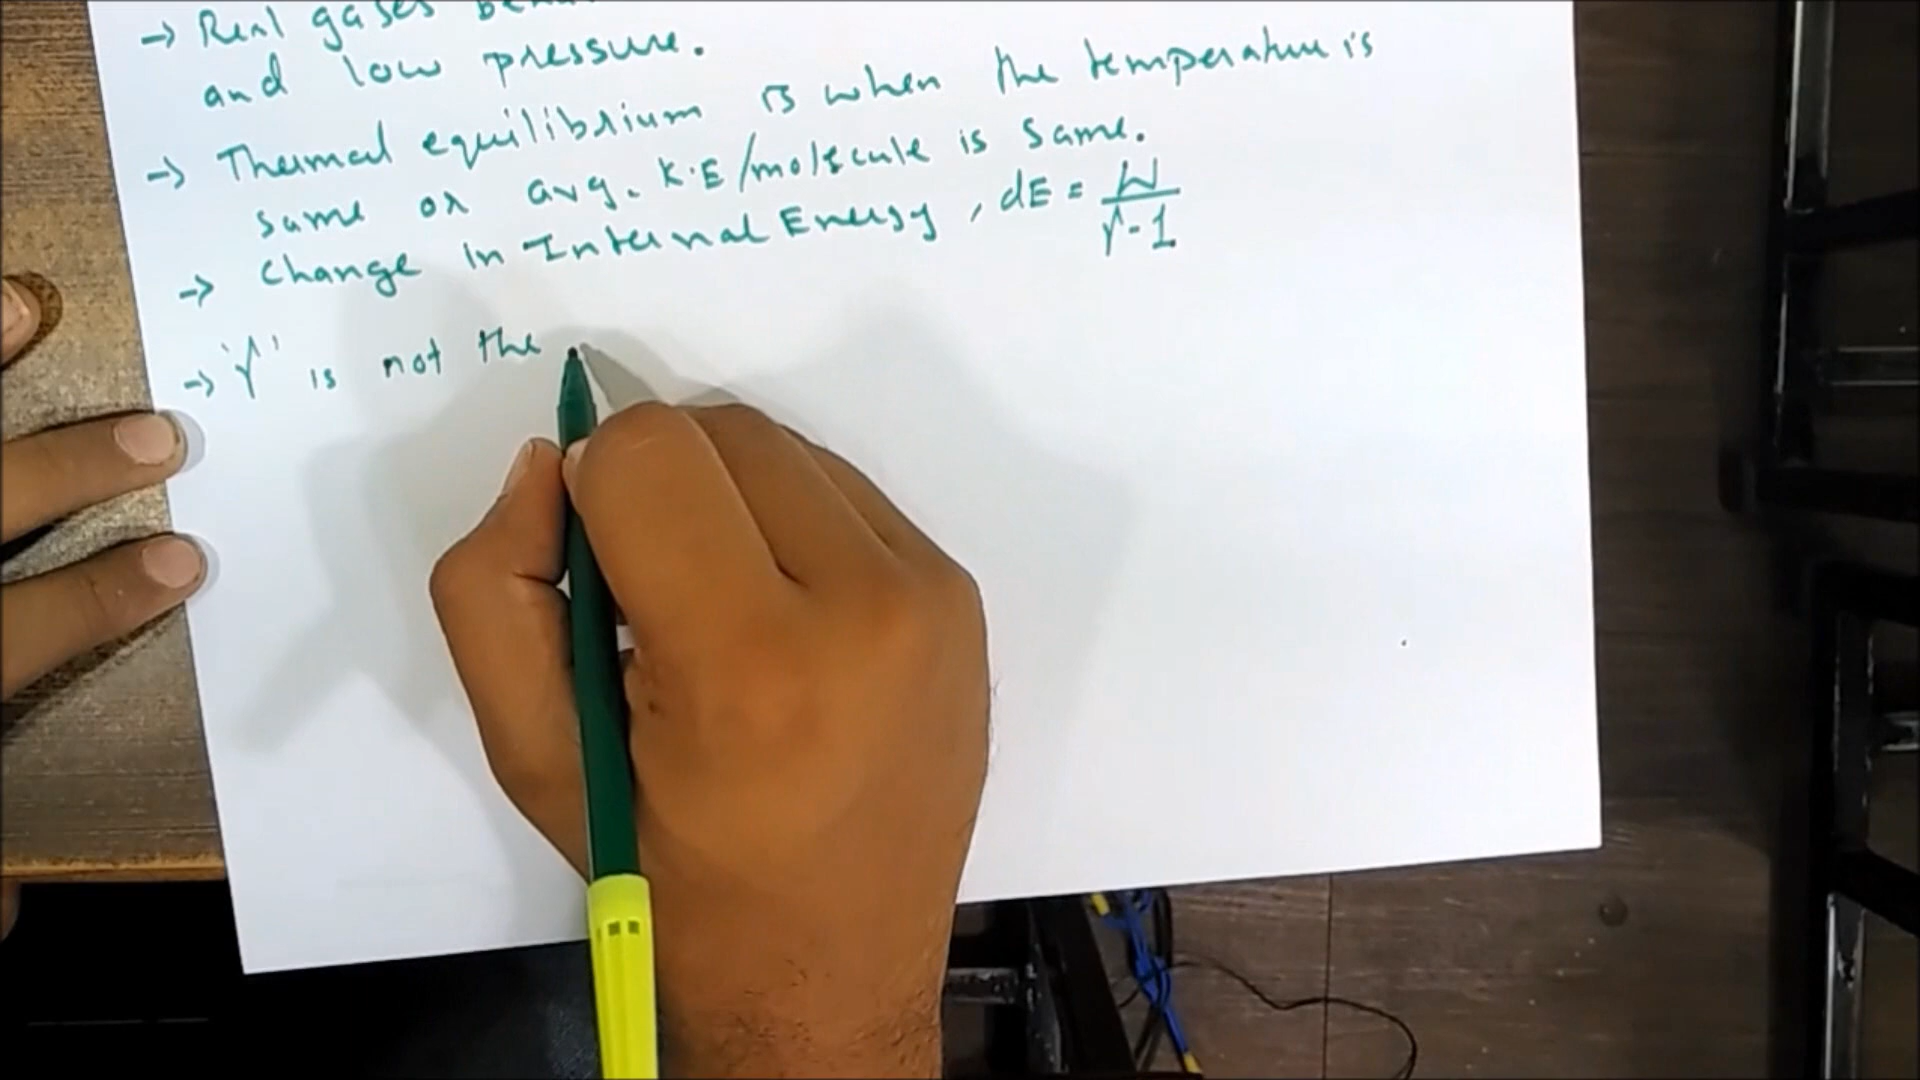 → Real gases
and low pressure.
→ Thermal equilibrium is when the temperature is
same or avg. K.E/molecule is same.
→ Change in Internal Energy, dE = W/γ-1
→ 'γ' is not the